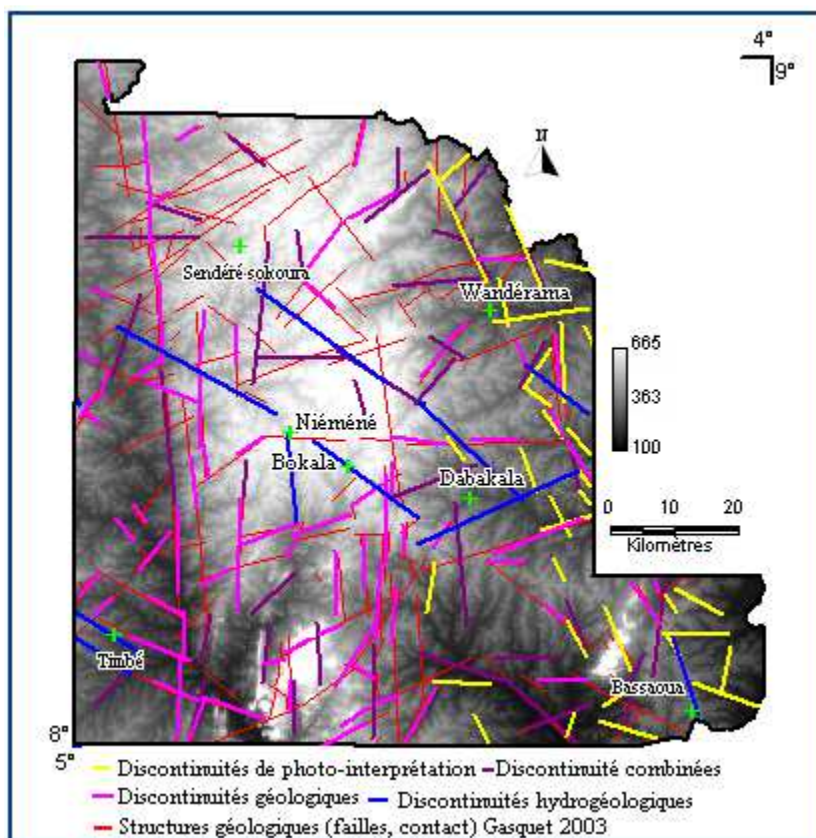 4°
9°
N
Sendéré-sokoura
Wandérama
665
363
100
Niéméné
Bokala
Dabakala
0 10 20
Kilomètres
Timbé
Bassaoua
8°
5°
Discontinuités de photo-interprétation Discontinuité combinées
Discontinuités géologiques Discontinuités hydrogéologiques
Structures géologiques (failles, contact) Gasquet 2003